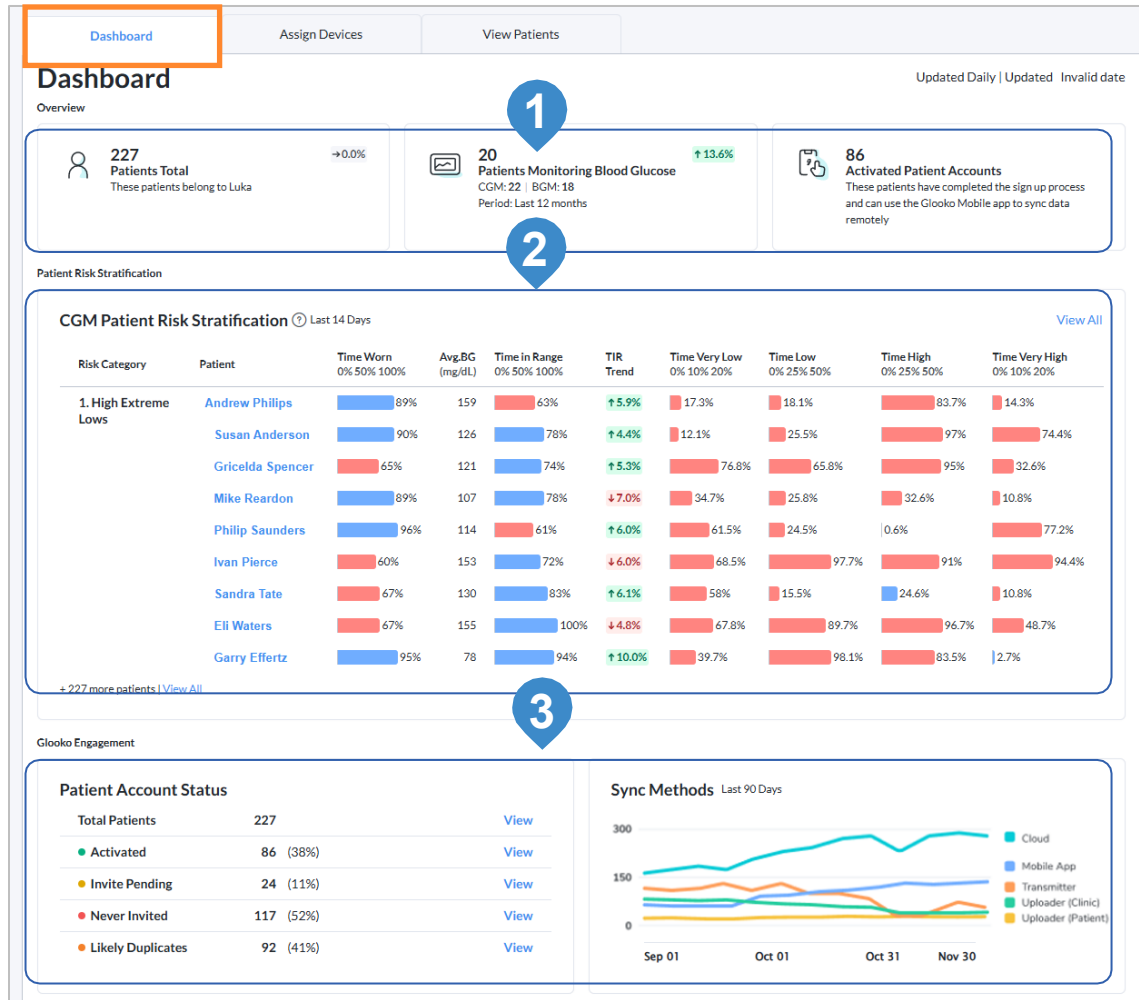 Dashboard Assign Devices View Patients
Dashboard
Updated Daily | Updated Invalid date
Overview
1
227 →0.0%
Patients Total
These patients belong to Luka
20 ↑13.6%
Patients Monitoring Blood Glucose
CGM: 22 | BGM: 18
Period: Last 12 months
86
Activated Patient Accounts
These patients have completed the sign up process
and can use the Glooko Mobile app to sync data
remotely
2
Patient Risk Stratification
CGM Patient Risk Stratification ? Last 14 Days View All
Risk Category Patient Time Worn Avg.BG Time in Range TIR Time Very Low Time Low Time High Time Very High
0% 50% 100% (mg/dL) 0% 50% 100% Trend 0% 10% 20% 0% 25% 50% 0% 25% 50% 0% 10% 20%
1. High Extreme Andrew Philips 89% 159 63% ↑5.9% 17.3% 18.1% 83.7% 14.3%
Lows
Susan Anderson 90% 126 78% ↑4.4% 12.1% 25.5% 97% 74.4%
Gricelda Spencer 65% 121 74% ↑5.3% 76.8% 65.8% 95% 32.6%
Mike Reardon 89% 107 78% ↓7.0% 34.7% 25.8% 32.6% 10.8%
Philip Saunders 96% 114 61% ↑6.0% 61.5% 24.5% 0.6% 77.2%
Ivan Pierce 60% 153 72% ↓6.0% 68.5% 97.7% 91% 94.4%
Sandra Tate 67% 130 83% ↑6.1% 58% 15.5% 24.6% 10.8%
Eli Waters 67% 155 100% ↓4.8% 67.8% 89.7% 96.7% 48.7%
Garry Effertz 95% 78 94% ↑10.0% 39.7% 98.1% 83.5% 2.7%
+ 227 more patients | View All
3
Glooko Engagement
Patient Account Status
Total Patients 227 View
Activated 86 (38%) View
Invite Pending 24 (11%) View
Never Invited 117 (52%) View
Likely Duplicates 92 (41%) View
Sync Methods Last 90 Days
300
150
0
Sep 01 Oct 01 Oct 31 Nov 30
Cloud
Mobile App
Transmitter
Uploader (Clinic)
Uploader (Patient)